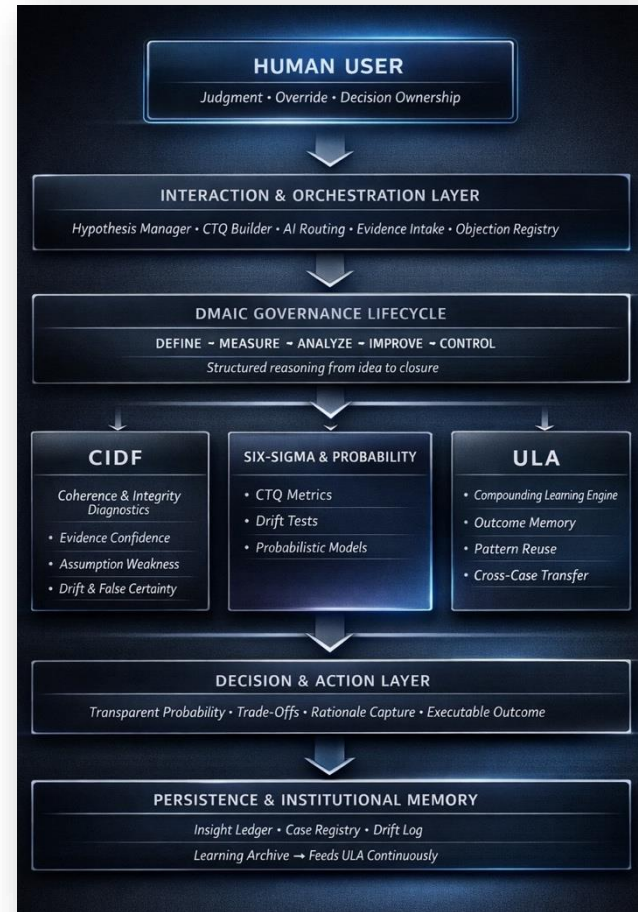 HUMAN USER
Judgment • Override • Decision Ownership
INTERACTION & ORCHESTRATION LAYER
Hypothesis Manager • CTQ Builder • AI Routing • Evidence Intake • Objection Registry
DMAIC GOVERNANCE LIFECYCLE
DEFINE - MEASURE - ANALYZE - IMPROVE - CONTROL
Structured reasoning from idea to closure
CIDF
Coherence & Integrity
Diagnostics
• Evidence Confidence
• Assumption Weakness
• Drift & False Certainty
SIX-SIGMA & PROBABILITY
• CTQ Metrics
• Drift Tests
• Probabilistic Models
ULA
• Compounding Learning Engine
• Outcome Memory
• Pattern Reuse
• Cross-Case Transfer
DECISION & ACTION LAYER
Transparent Probability • Trade-Offs • Rationale Capture • Executable Outcome
PERSISTENCE & INSTITUTIONAL MEMORY
Insight Ledger • Case Registry • Drift Log
Learning Archive → Feeds ULA Continuously